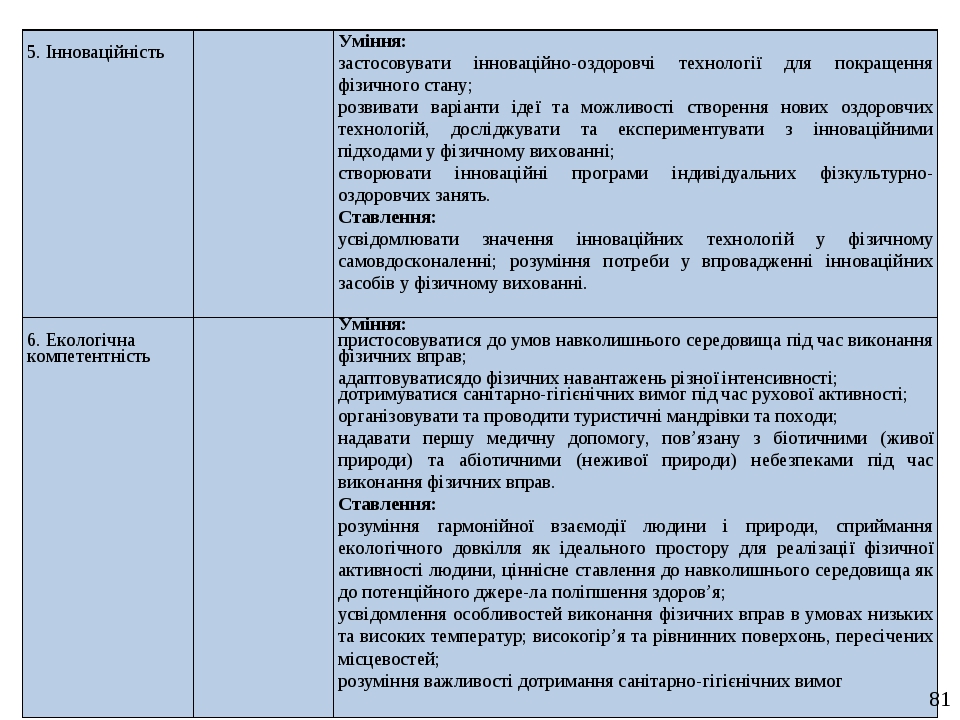 5. Інноваційність
Уміння:
застосовувати інноваційно-оздоровчі технології для покращення
фізичного стану;
розвивати варіанти ідеї та можливості створення нових оздоровчих
технологій, досліджувати та експериментувати з інноваційними
підходами у фізичному вихованні;
створювати інноваційні програми індивідуальних фізкультурно-
оздоровчих занять.
Ставлення:
усвідомлювати значення інноваційних технологій у фізичному
самовдосконаленні; розуміння потреби у впровадженні інноваційних
засобів у фізичному вихованні.
6. Екологічна
компетентність
Уміння:
пристосовуватися до умов навколишнього середовища під час виконання
фізичних вправ;
адаптовуватисядо фізичних навантажень різної інтенсивності;
дотримуватися санітарно-гігієнічних вимог під час рухової активності;
організовувати та проводити туристичні мандрівки та походи;
надавати першу медичну допомогу, пов’язану з біотичними (живої
природи) та абіотичними (неживої природи) небезпеками під час
виконання фізичних вправ.
Ставлення:
розуміння гармонійної взаємодії людини і природи, сприймання
екологічного довкілля як ідеального простору для реалізації фізичної
активності людини, ціннісне ставлення до навколишнього середовища як
до потенційного джере-ла поліпшення здоров’я;
усвідомлення особливостей виконання фізичних вправ в умовах низьких
та високих температур; високогір’я та рівнинних поверхонь, пересічених
місцевостей;
розуміння важливості дотримання санітарно-гігієнічних вимог
81